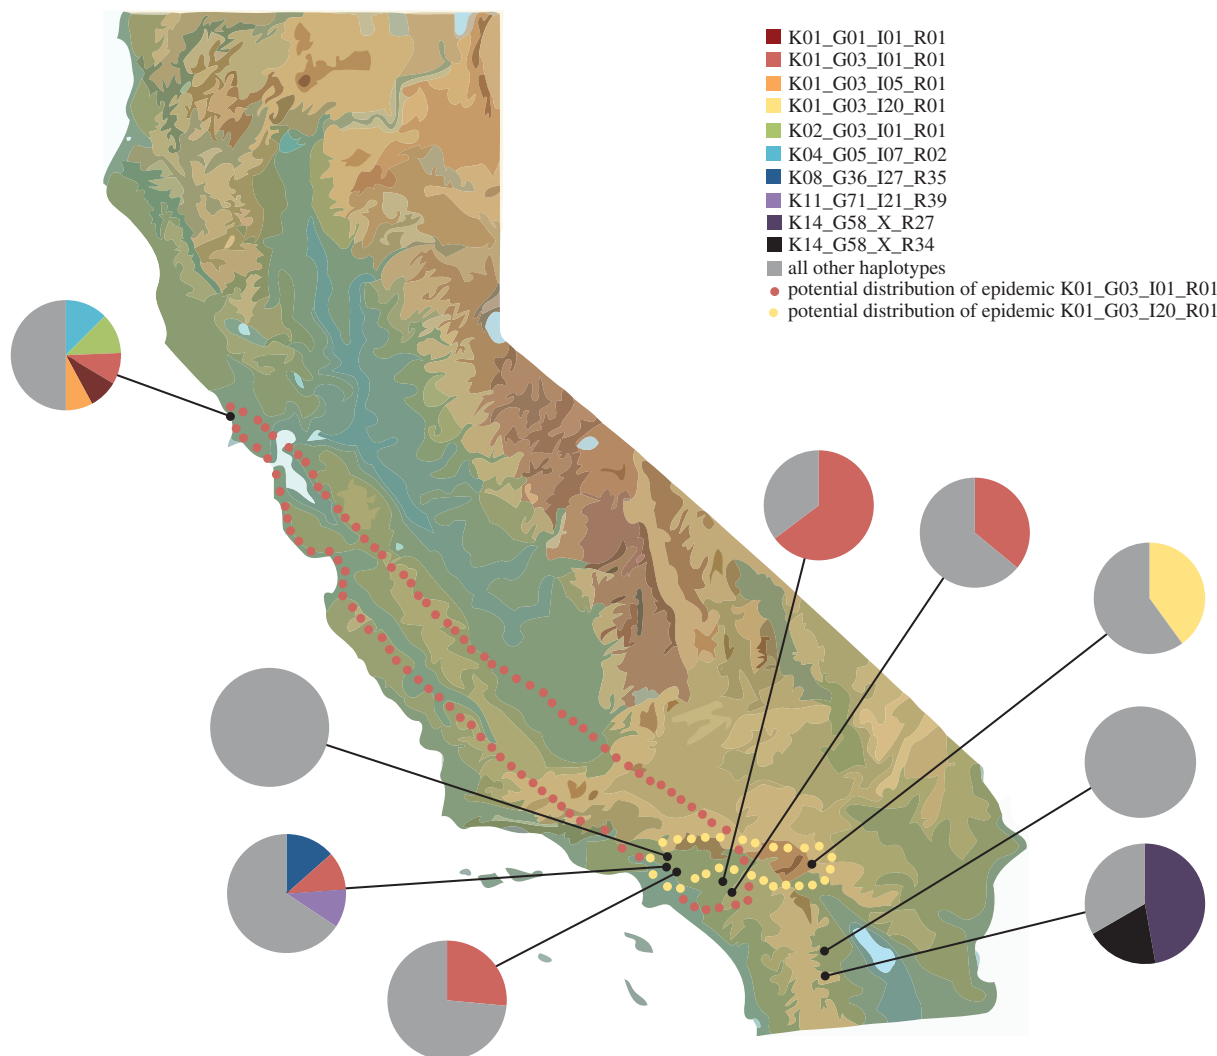 K01_G01_I01_R01
K01_G03_I01_R01
K01_G03_I05_R01
K01_G03_I20_R01
K02_G03_I01_R01
K04_G05_I07_R02
K08_G36_I27_R35
K11_G71_I21_R39
K14_G58_X_R27
K14_G58_X_R34
all other haplotypes
potential distribution of epidemic K01_G03_I01_R01
potential distribution of epidemic K01_G03_I20_R01